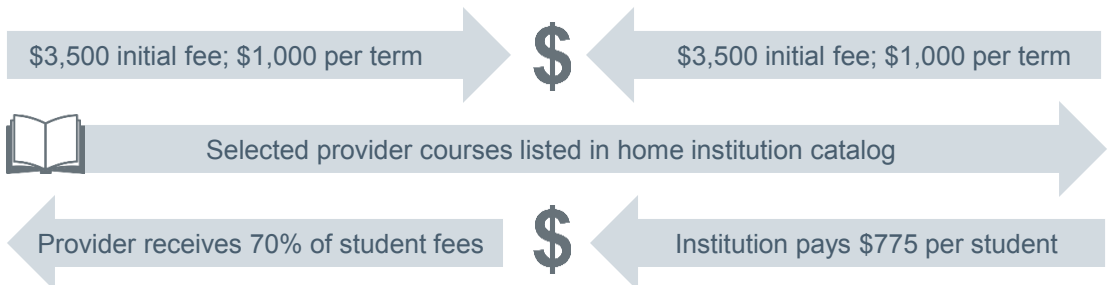 $3,500 initial fee; $1,000 per term
$
$3,500 initial fee; $1,000 per term
Selected provider courses listed in home institution catalog
Provider receives 70% of student fees
$
Institution pays $775 per student